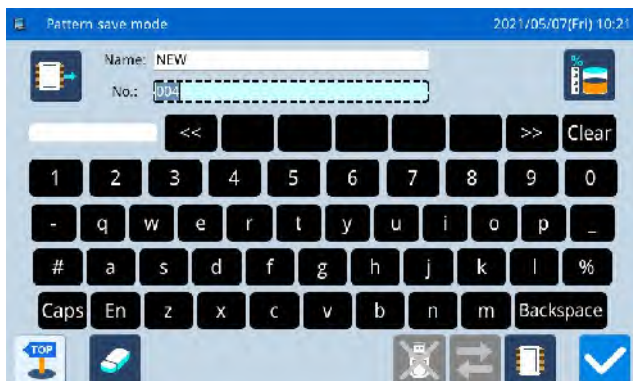 Pattern save mode 2021/05/07(Fri) 10:21
Name: NEW
No.: 004
%
<< >> Clear
1 2 3 4 5 6 7 8 9 0
- q w e r t y u i o p _
# a s d f g h j k l %
Caps En z x c v b n m Backspace
TOP